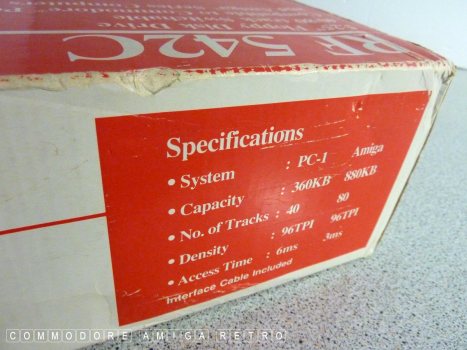 RF 542C
Specifications
• System : PC-1 Amiga
• Capacity : 360KB 880KB
• No. of Tracks : 40 80
• Density : 96TPI 96TPI
• Access Time : 6ms 3ms
Interface Cable Included
COMMODORE AMIGA RETRO